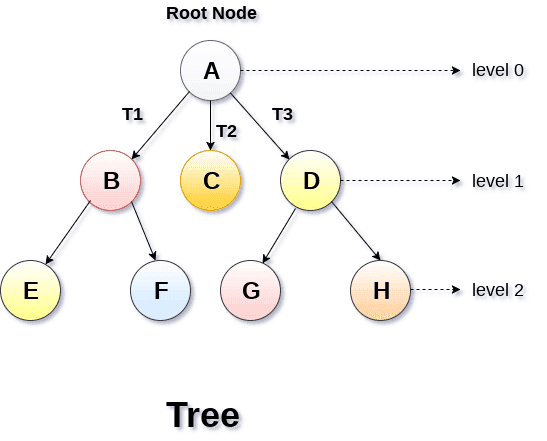 Root Node
A
level 0
T1
T2
T3
B
C
D
level 1
E
F
G
H
level 2
Tree